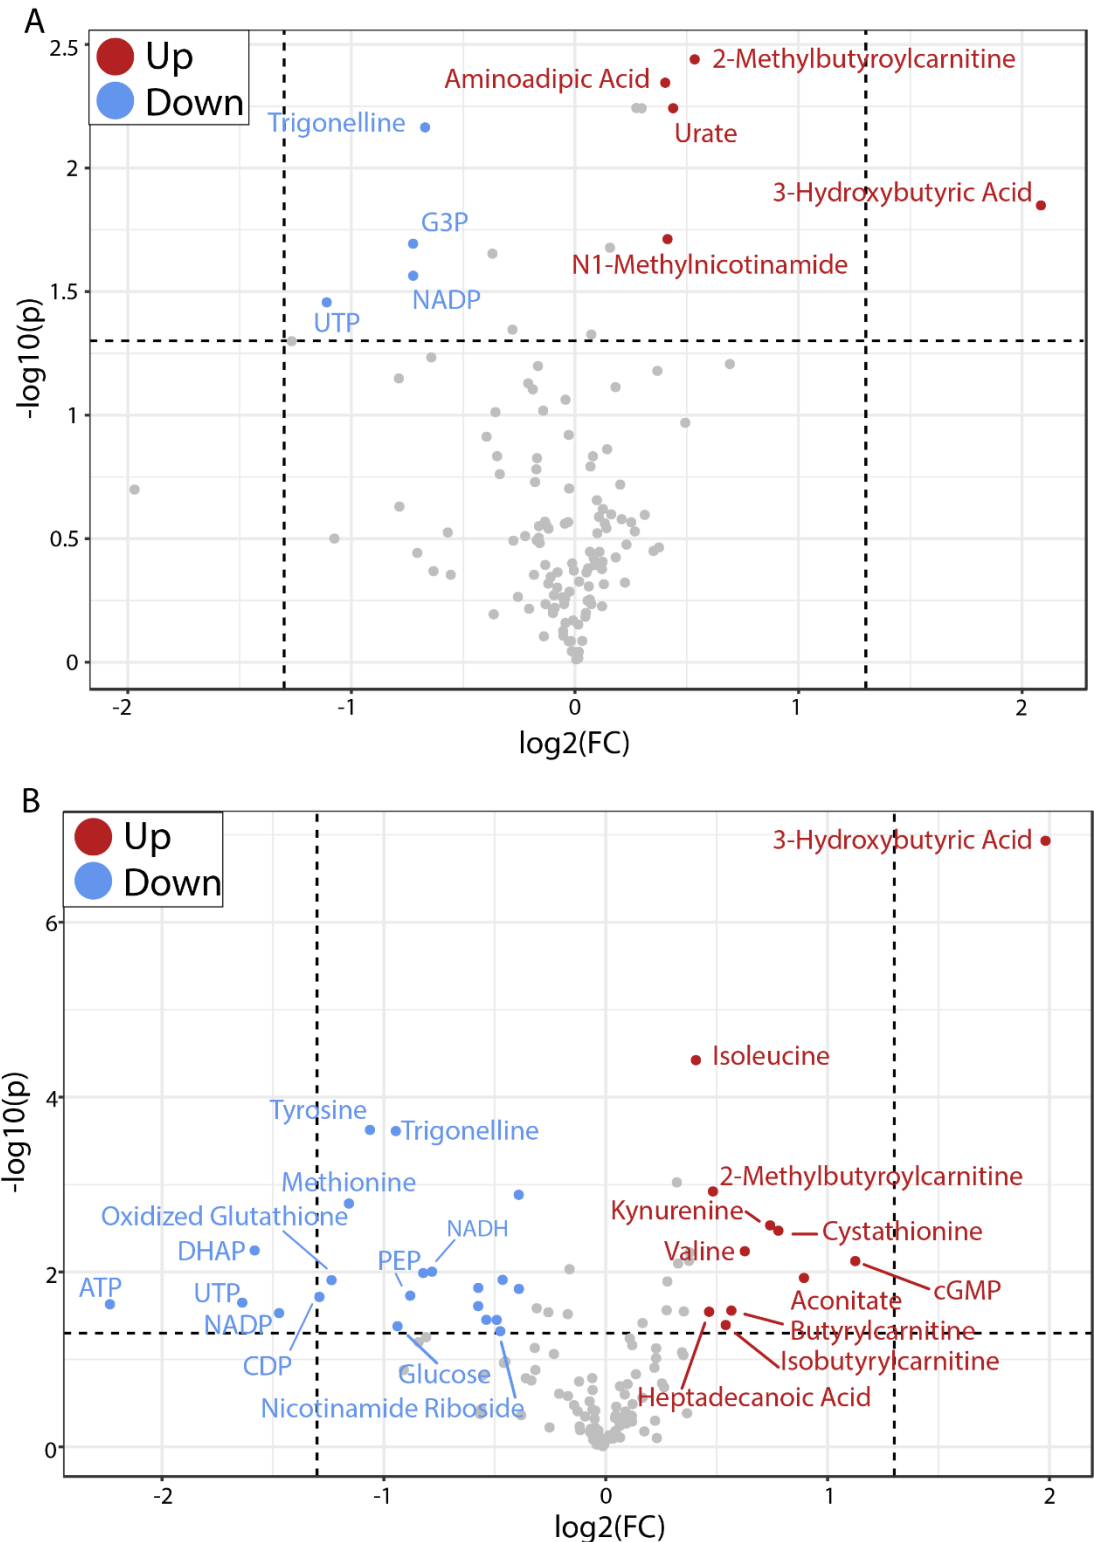 A
Up
Down
2.5
2
1.5
1
0.5
0
-log10(p)
2-Methylbutyroylcarnitine
Aminoadipic Acid
Trigonelline
Urate
3-Hydroxybutyric Acid
G3P
N1-Methylnicotinamide
NADP
UTP
-2
-1
0
1
2
log2(FC)
B
Up
Down
6
4
2
0
-log10(p)
3-Hydroxybutyric Acid
Isoleucine
Tyrosine
Trigonelline
2-Methylbutyroylcarnitine
Methionine
Kynurenine
Oxidized Glutathione
NADH
Cystathionine
DHAP
Valine
PEP
ATP
cGMP
UTP
Aconitate
NADP
Butyrylcarnitine
CDP
Isobutyrylcarnitine
Glucose
Heptadecanoic Acid
Nicotinamide Riboside
-2
-1
0
1
2
log2(FC)